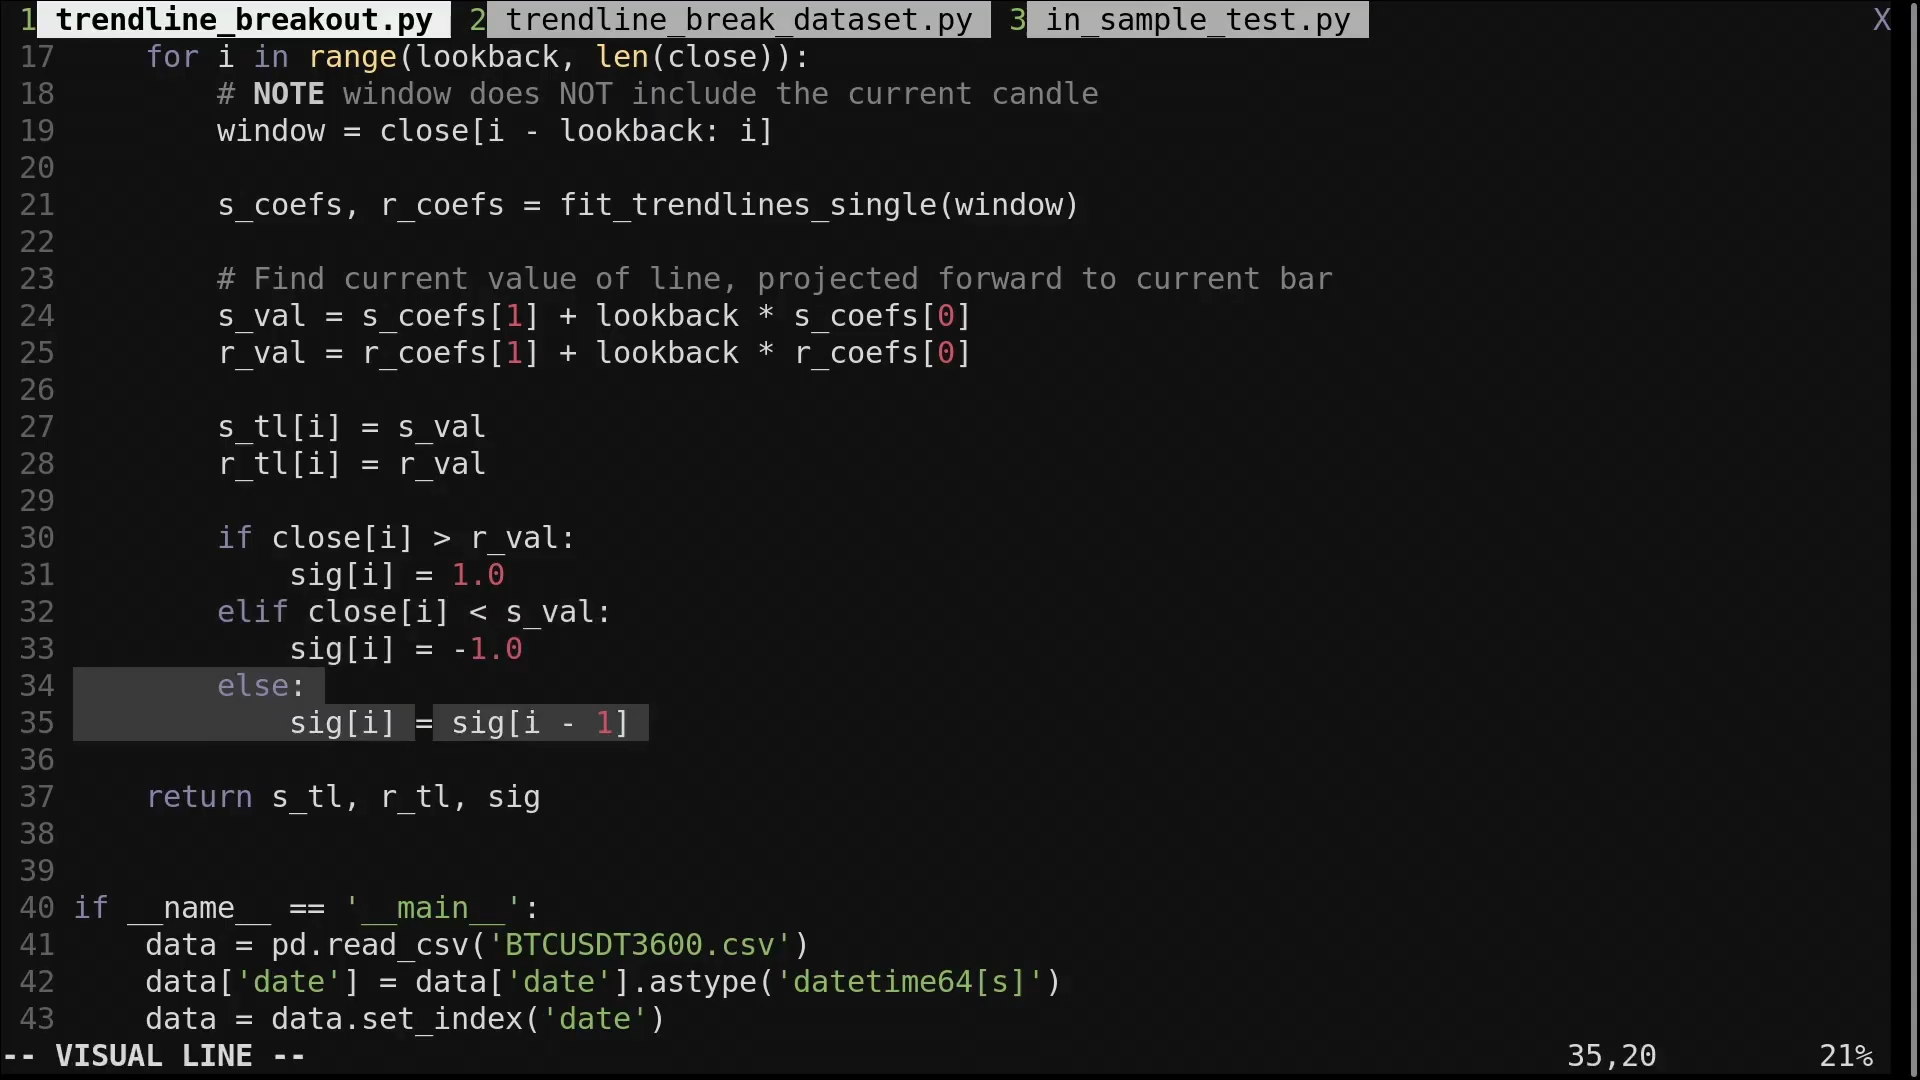 1 trendline_breakout.py 2 trendline_break_dataset.py 3 in_sample_test.py X
17     for i in range(lookback, len(close)):
18         # NOTE window does NOT include the current candle
19         window = close[i - lookback: i]
20
21         s_coefs, r_coefs = fit_trendlines_single(window)
22
23         # Find current value of line, projected forward to current bar
24         s_val = s_coefs[1] + lookback * s_coefs[0]
25         r_val = r_coefs[1] + lookback * r_coefs[0]
26
27         s_tl[i] = s_val
28         r_tl[i] = r_val
29
30         if close[i] > r_val:
31             sig[i] = 1.0
32         elif close[i] < s_val:
33             sig[i] = -1.0
34         else:
35             sig[i] = sig[i - 1]
36
37     return s_tl, r_tl, sig
38
39
40 if __name__ == '__main__':
41     data = pd.read_csv('BTCUSDT3600.csv')
42     data['date'] = data['date'].astype('datetime64[s]')
43     data = data.set_index('date')
-- VISUAL LINE -- 35,20 21%